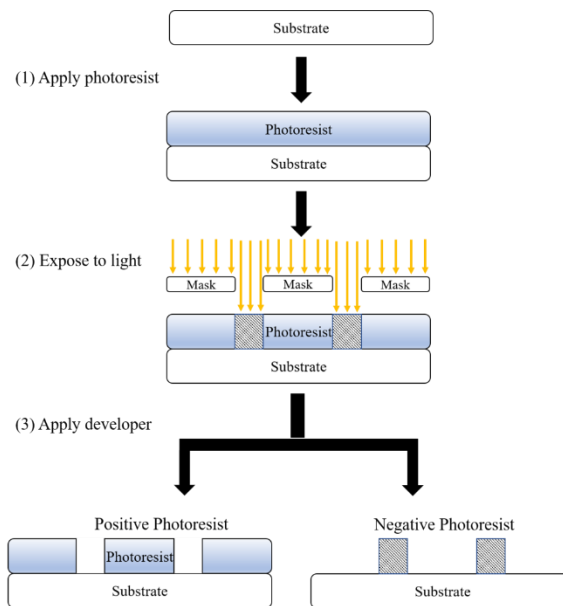 Substrate
(1) Apply photoresist
Photoresist
Substrate
(2) Expose to light
Mask Mask Mask
Photoresist
Substrate
(3) Apply developer
Positive Photoresist
Photoresist
Substrate
Negative Photoresist
Substrate